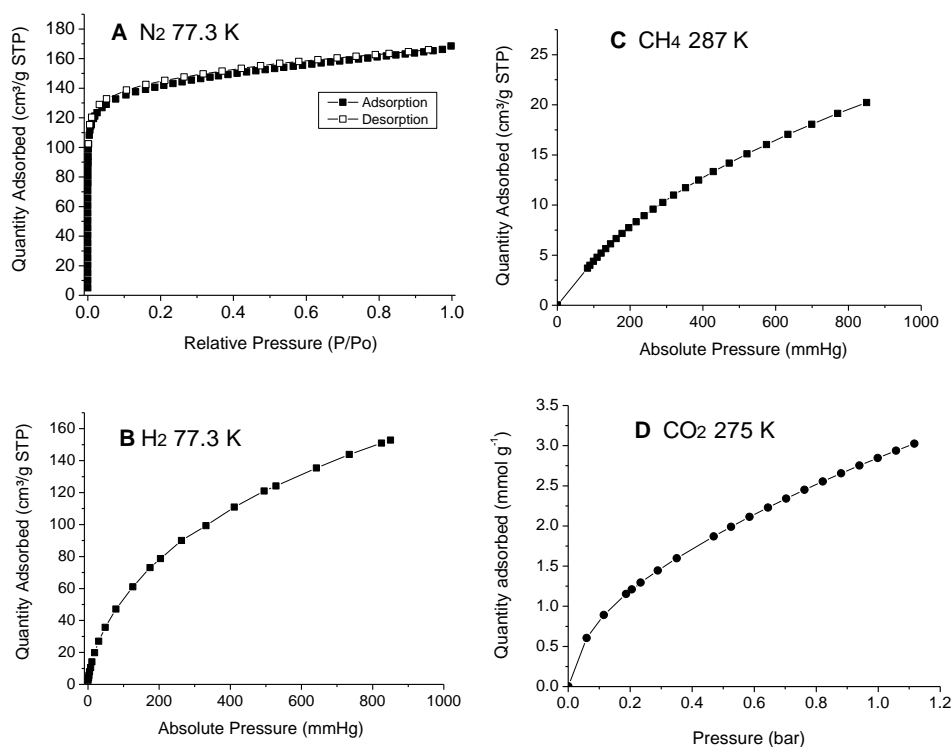 A N2 77.3 K
180
160
140
120
100
80
60
40
20
0
Quantity Adsorbed (cm³/g STP)
Adsorption
Desorption
0.0 0.2 0.4 0.6 0.8 1.0
Relative Pressure (P/Po)
C CH4 287 K
25
20
15
10
5
0
Quantity Adsorbed (cm³/g STP)
0 200 400 600 800 1000
Absolute Pressure (mmHg)
B H2 77.3 K
160
140
120
100
80
60
40
20
0
Quantity Adsorbed (cm³/g STP)
0 200 400 600 800 1000
Absolute Pressure (mmHg)
D CO2 275 K
3.5
3.0
2.5
2.0
1.5
1.0
0.5
0.0
Quantity adsorbed (mmol g⁻¹)
0.0 0.2 0.4 0.6 0.8 1.0 1.2
Pressure (bar)